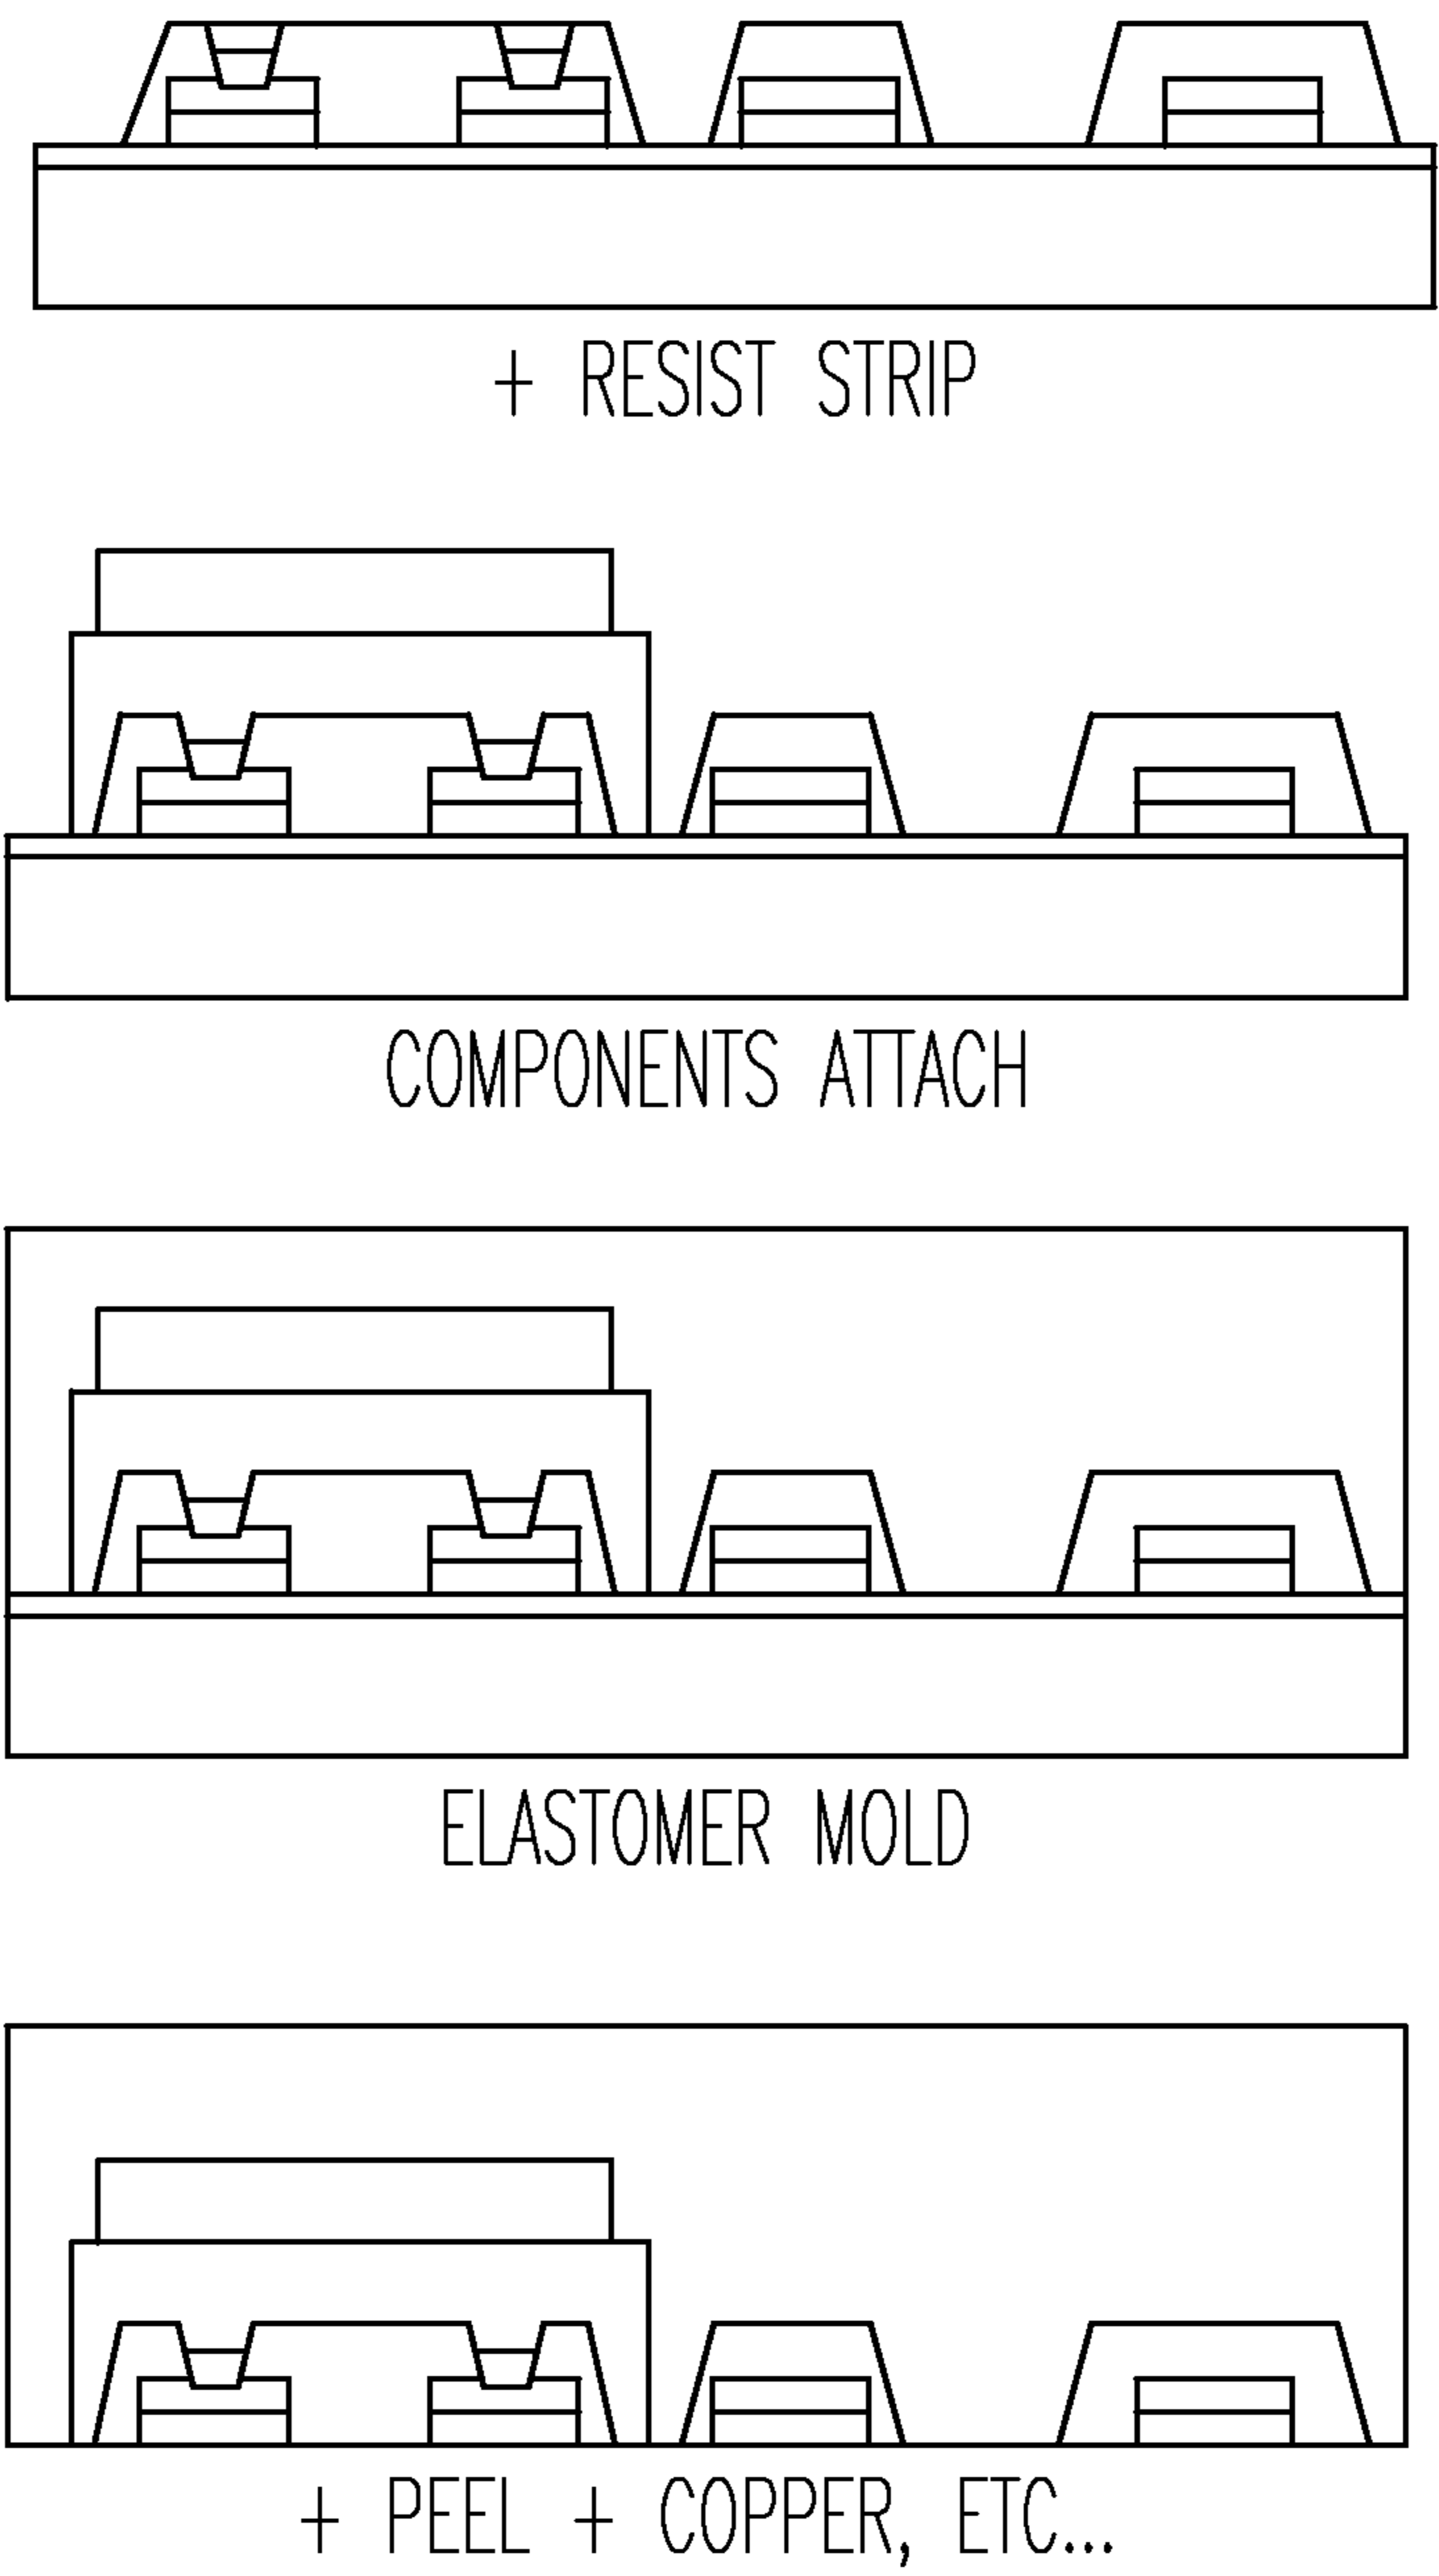 + RESIST STRIP
COMPONENTS ATTACH
ELASTOMER MOLD
+ PEEL + COPPER, ETC...